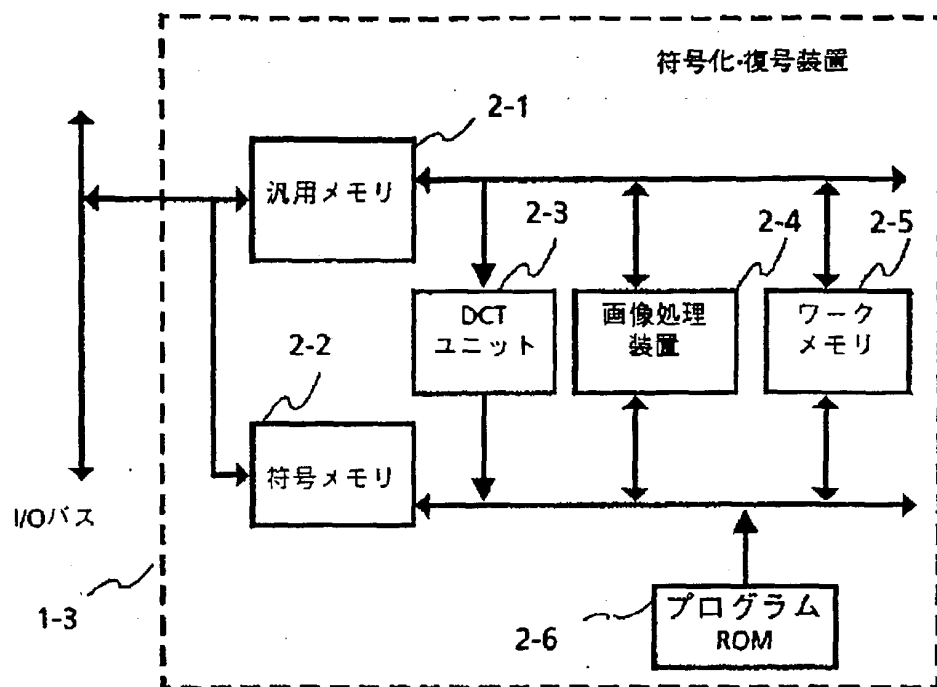 符号化･復号装置
2-1
汎用メモリ
2-3
2-4
2-5
DCT
ユニット
画像処理
装置
ワーク
メモリ
2-2
符号メモリ
I/Oバス
1-3
2-6
プログラム
ROM